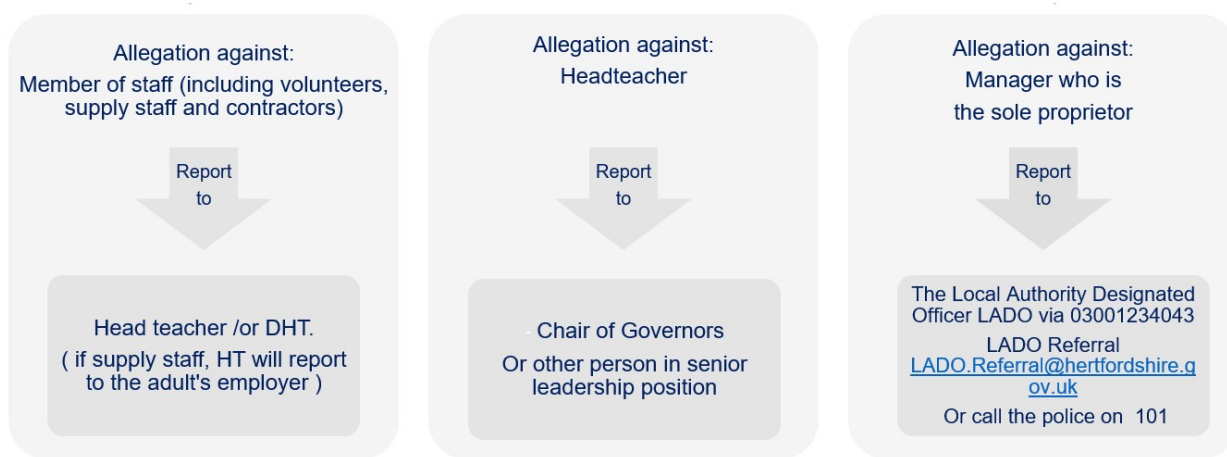 Allegation against:
Member of staff (including volunteers,
supply staff and contractors)
Report
to
Head teacher /or DHT.
( if supply staff, HT will report
to the adult's employer )
Allegation against:
Headteacher
Report
to
- Chair of Governors
Or other person in senior
leadership position
Allegation against:
Manager who is
the sole proprietor
Report
to
The Local Authority Designated
Officer LADO via 03001234043
LADO Referral
LADO.Referral@hertfordshire.g
ov.uk
Or call the police on 101